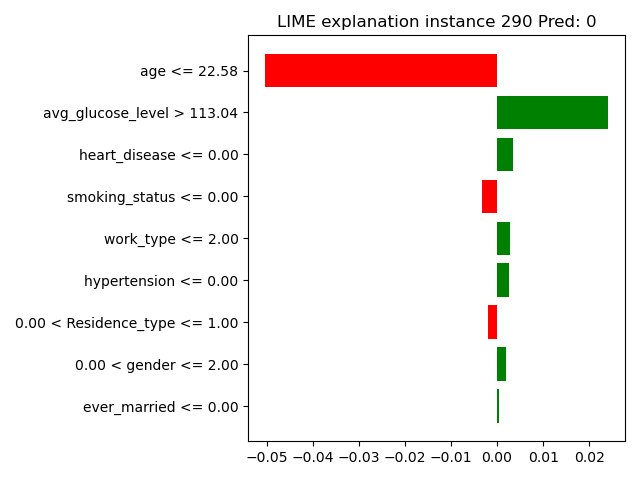 LIME explanation instance 290 Pred: 0
age <= 22.58
avg_glucose_level > 113.04
heart_disease <= 0.00
smoking_status <= 0.00
work_type <= 2.00
hypertension <= 0.00
0.00 < Residence_type <= 1.00
0.00 < gender <= 2.00
ever_married <= 0.00
−0.05 −0.04 −0.03 −0.02 −0.01 0.00 0.01 0.02